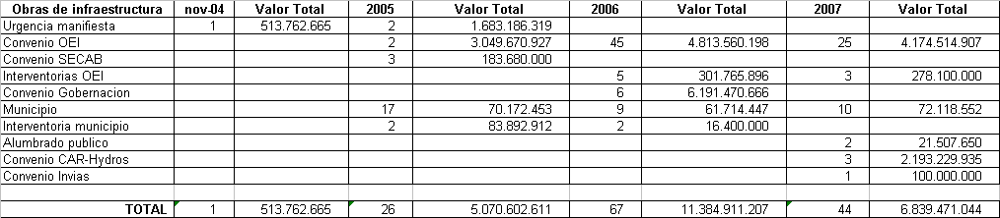 Obras de infraestructura nov-04 Valor Total 2005 Valor Total 2006 Valor Total 2007 Valor Total
Urgencia manifiesta 1 513.762.665 2 1.683.186.319
Convenio OEI 2 3.049.670.927 45 4.813.560.198 25 4.174.514.907
Convenio SECAB 3 183.680.000
Interventorias OEI 5 301.765.896 3 278.100.000
Convenio Gobernacion 6 6.191.470.666
Municipio 17 70.172.453 9 61.714.447 10 72.118.552
Interventoria municipio 2 83.892.912 2 16.400.000
Alumbrado publico 2 21.507.650
Convenio CAR-Hydros 3 2.193.229.935
Convenio Invias 1 100.000.000
TOTAL 1 513.762.665 26 5.070.602.611 67 11.384.911.207 44 6.839.471.044